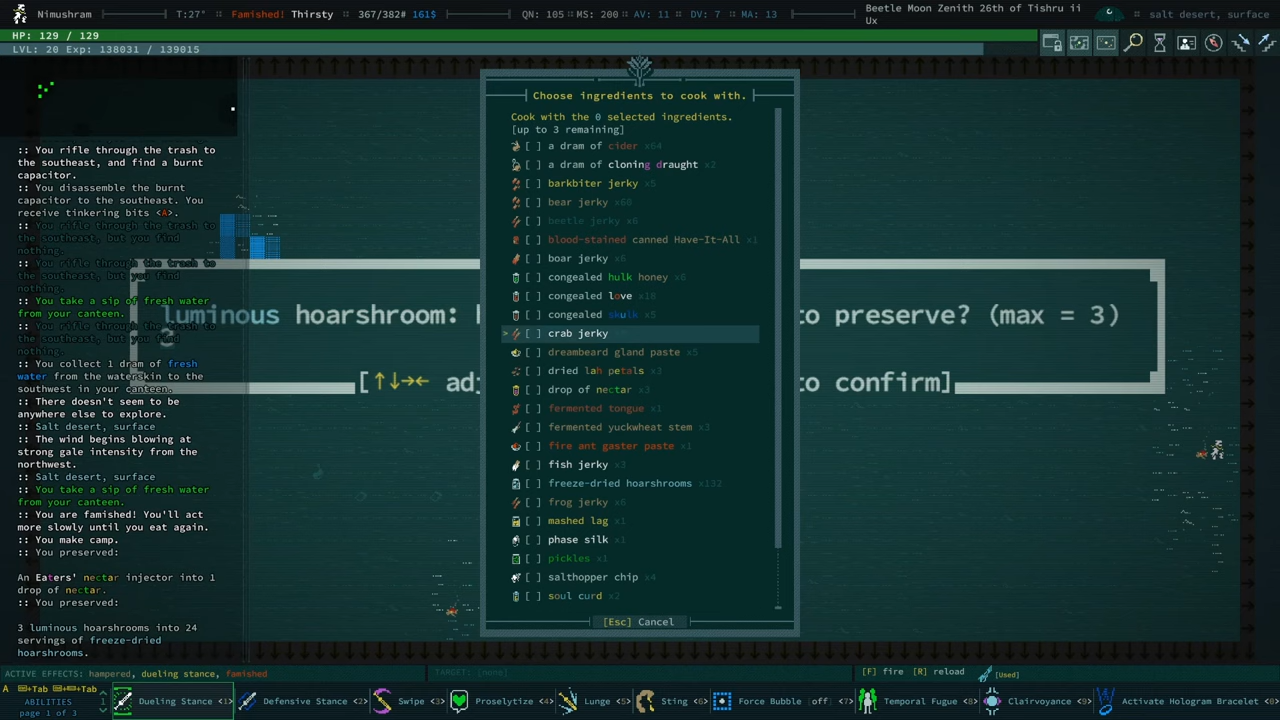 Nimushram T:27° Famished! Thirsty 367/382# 161$ QN: 105 MS: 200 AV: 11 DV: 7 MA: 13 Beetle Moon Zenith 26th of Tishru ii Ux salt desert, surface
HP: 129 / 129
LVL: 20 Exp: 138031 / 139015
:: You rifle through the trash to
the southeast, and find a burnt
capacitor.
:: You disassemble the burnt
capacitor to the southeast. You
receive tinkering bits <A>.
:: You rifle through the trash to
the southeast, but you find
nothing.
:: You rifle through the trash to
the southeast, but you find
nothing.
:: You take a sip of fresh water
from your canteen.
:: You rifle through the trash to
the southeast, but you find
nothing.
:: You collect 1 dram of fresh
water from the waterskin to the
southwest in your canteen.
:: There doesn't seem to be
anywhere else to explore.
:: Salt desert, surface
:: The wind begins blowing at
strong gale intensity from the
northwest.
:: Salt desert, surface
:: You take a sip of fresh water
from your canteen.
:: You are famished! You'll act
more slowly until you eat again.
:: You make camp.
:: You preserved:
An Eaters' nectar injector into 1
drop of nectar.
:: You preserved:
3 luminous hoarshrooms into 24
servings of freeze-dried
hoarshrooms.
luminous hoarshroom: to preserve? (max = 3)
[↑↓→← to confirm]
Choose ingredients to cook with.
Cook with the 0 selected ingredients.
[up to 3 remaining]
[ ] a dram of cider x64
[ ] a dram of cloning draught x2
[ ] barkbiter jerky x5
[ ] bear jerky x60
[ ] beetle jerky x6
[ ] blood-stained canned Have-It-All x1
[ ] boar jerky x6
[ ] congealed hulk honey x6
[ ] congealed love x18
[ ] congealed skulk x5
> [ ] crab jerky
[ ] dreambeard gland paste x5
[ ] dried lah petals x3
[ ] drop of nectar x3
[ ] fermented tongue x1
[ ] fermented yuckwheat stem x3
[ ] fire ant gaster paste x1
[ ] fish jerky x3
[ ] freeze-dried hoarshrooms x132
[ ] frog jerky x6
[ ] mashed lag x1
[ ] phase silk x1
[ ] pickles x1
[ ] salthopper chip x4
[ ] soul curd x2
[Esc] Cancel
ACTIVE EFFECTS: hampered, dueling stance, famished
TARGET: [none]
[F] fire [R] reload [Used]
A Tab Tab
ABILITIES
page 1 of 3
1
Dueling Stance <1> Defensive Stance <2> Swipe <3> Proselytize <4> Lunge <5> Sting <6> Force Bubble [off] <7> Temporal Fugue <8> Clairvoyance <9> Activate Hologram Bracelet <0>